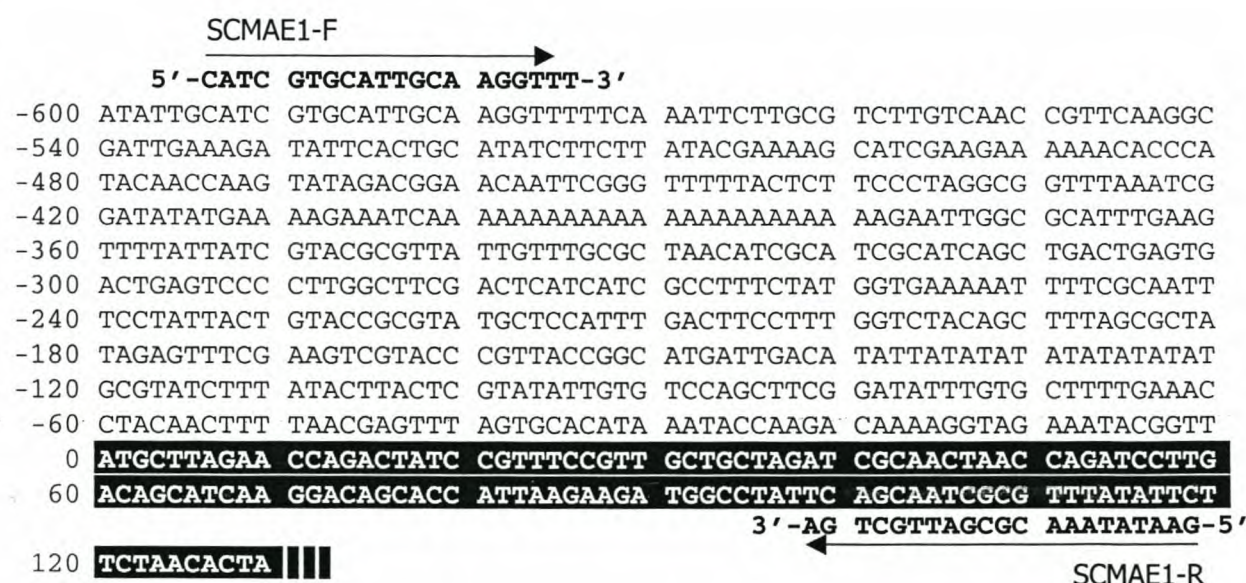 SCMAE1-F
5′-CATC GTGCATTGCA AGGTTT-3′
-600 ATATTGCATC GTGCATTGCA AGGTTTTTCA AATTCTTGCG TCTTGTCAAC CGTTCAAGGC
-540 GATTGAAAGA TATTCACTGC ATATCTTCTT ATACGAAAAG CATCGAAGAA AAAACACCCA
-480 TACAACCAAG TATAGACGGA ACAATTCGGG TTTTTACTCT TCCCTAGGCG GTTTAAATCG
-420 GATATATGAA AAGAAATCAA AAAAAAAAAA AAAAAAAAAA AAGAATTGGC GCATTTGAAG
-360 TTTTATTATC GTACGCGTTA TTGTTTGCGC TAACATCGCA TCGCATCAGC TGACTGAGTG
-300 ACTGAGTCCC CTTGGCTTCG ACTCATCATC GCCTTTCTAT GGTGAAAAAT TTTCGCAATT
-240 TCCTATTACT GTACCGCGTA TGCTCCATTT GACTTCCTTT GGTCTACAGC TTTAGCGCTA
-180 TAGAGTTTCG AAGTCGTACC CGTTACCGGC ATGATTGACA TATTATATAT ATATATATAT
-120 GCGTATCTTT ATACTTACTC GTATATTGTG TCCAGCTTCG GATATTTGTG CTTTTGAAAC
-60 CTACAACTTT TAACGAGTTT AGTGCACATA AATACCAAGA CAAAAGGTAG AAATACGGTT
0 ATGCTTAGAA CCAGACTATC CGTTTCCGTT GCTGCTAGAT CGCAACTAAC CAGATCCTTG
60 ACAGCATCAA GGACAGCACC ATTAAGAAGA TGGCCTATTC AGCAATCGCG TTTATATTCT
3′-AG TCGTTAGCGC AAATATAAG-5′
120 TCTAACACTA
SCMAE1-R